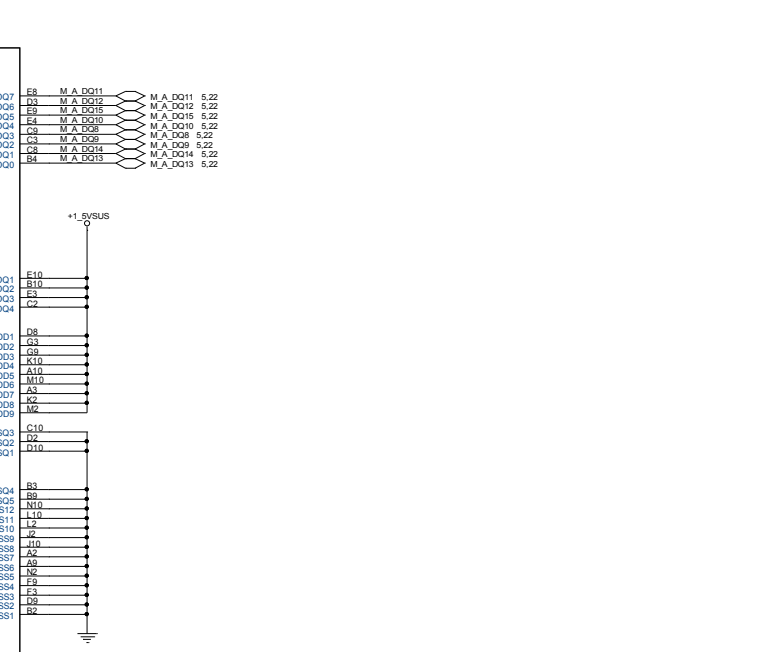 DQ7 E8 M_A_DQ11 M_A_DQ11 5,22
DQ6 D3 M_A_DQ12 M_A_DQ12 5,22
DQ5 E9 M_A_DQ15 M_A_DQ15 5,22
DQ4 E4 M_A_DQ10 M_A_DQ10 5,22
DQ3 C9 M_A_DQ8 M_A_DQ8 5,22
DQ2 C3 M_A_DQ9 M_A_DQ9 5,22
DQ1 C8 M_A_DQ14 M_A_DQ14 5,22
DQ0 B4 M_A_DQ13 M_A_DQ13 5,22
+1_5VSUS
DQ1 E10
DQ2 B10
DQ3 E3
DQ4 C2
DD1 D8
DD2 G3
DD3 G9
DD4 K10
DD5 A10
DD6 M10
DD7 A3
DD8 K2
DD9 M2
SQ3 C10
SQ2 D2
SQ1 D10
SQ4 B3
SQ5 B9
S12 N10
S11 L10
S10 L2
SS9 J2
SS8 J10
SS7 A2
SS6 A9
SS5 N2
SS4 F9
SS3 F3
SS2 D9
SS1 B2